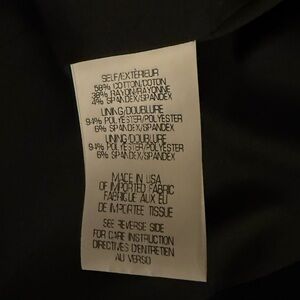 SELF/EXTÉRIEUR
58% COTTON/COTON
38% RAYON/RAYONNE
4% SPANDEX/SPANDEX
LINING/DOUBLURE
94% POLYESTER/POLYESTER
6% SPANDEX/SPANDEX
LINING/DOUBLURE
94% POLYESTER/POLYESTER
6% SPANDEX/SPANDEX
MADE IN USA
OF IMPORTED FABRIC
FABRIQUE AUX EU
DE IMPORTEE TISSUE
SEE REVERSE SIDE
FOR CARE INSTRUCTION
DIRECTIVES D'ENTRETIEN
AU VERSO